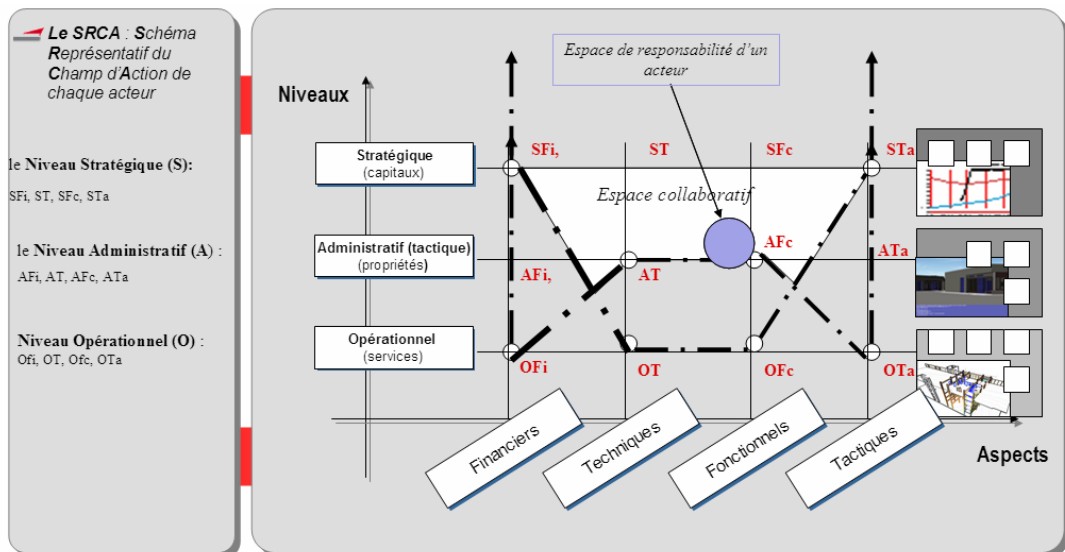 Le SRCA : Schéma
Représentatif du
Champ d'Action de
chaque acteur
le Niveau Stratégique (S):
SFi, ST, SFc, STa
le Niveau Administratif (A) :
AFi, AT, AFc, ATa
Niveau Opérationnel (O) :
Ofi, OT, Ofc, OTa
Espace de responsabilité d'un
acteur
Niveaux
Stratégique
(capitaux)
SFi,
ST
SFc
STa
Espace collaboratif
Administratif (tactique)
(propriétés)
AFi,
AT
AFc
ATa
Opérationnel
(services)
OFi
OT
OFc
OTa
Financiers
Techniques
Fonctionnels
Tactiques
Aspects